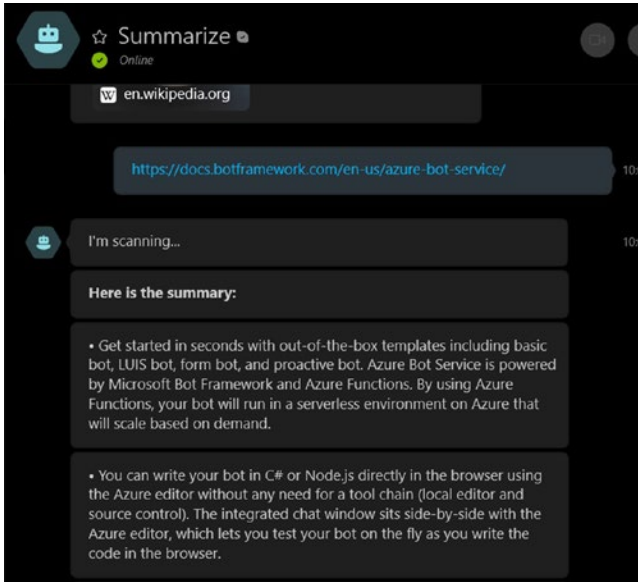 Summarize
Online
en.wikipedia.org
https://docs.botframework.com/en-us/azure-bot-service/
10:
I'm scanning...
10:
Here is the summary:
• Get started in seconds with out-of-the-box templates including basic
bot, LUIS bot, form bot, and proactive bot. Azure Bot Service is powered
by Microsoft Bot Framework and Azure Functions. By using Azure
Functions, your bot will run in a serverless environment on Azure that
will scale based on demand.
• You can write your bot in C# or Node.js directly in the browser using
the Azure editor without any need for a tool chain (local editor and
source control). The integrated chat window sits side-by-side with the
Azure editor, which lets you test your bot on the fly as you write the
code in the browser.